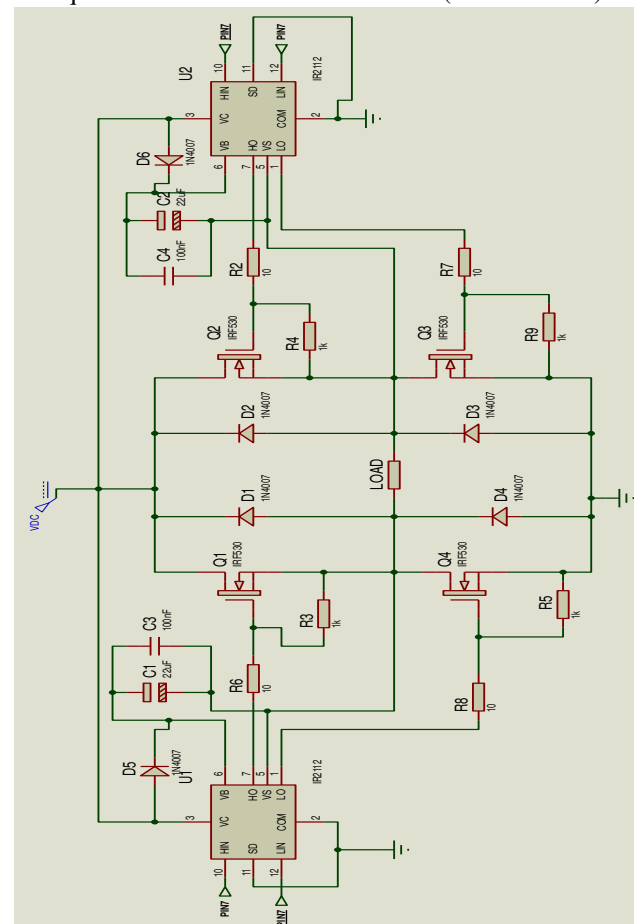 PIN7
PIN7
10
11
12
HIN
SD
LIN
U2
IR2112
VC
3
COM
2
VB
HO
VS
LO
6
7
5
1
D6
1N4007
C2
22uF
C4
100nF
R2
10
R7
10
Q2
IRF530
R4
1k
Q3
IRF530
R9
1k
D2
1N4007
D3
1N4007
VDC
LOAD
D1
1N4007
D4
1N4007
Q1
IRF530
R3
1k
Q4
IRF530
R5
1k
C3
100nF
C1
22uF
R6
10
R8
10
D5
1N4007
U1
6
7
5
1
VB
HO
VS
LO
IR2112
3
VC
COM
2
HIN
SD
LIN
10
11
12
PIN7
PIN7